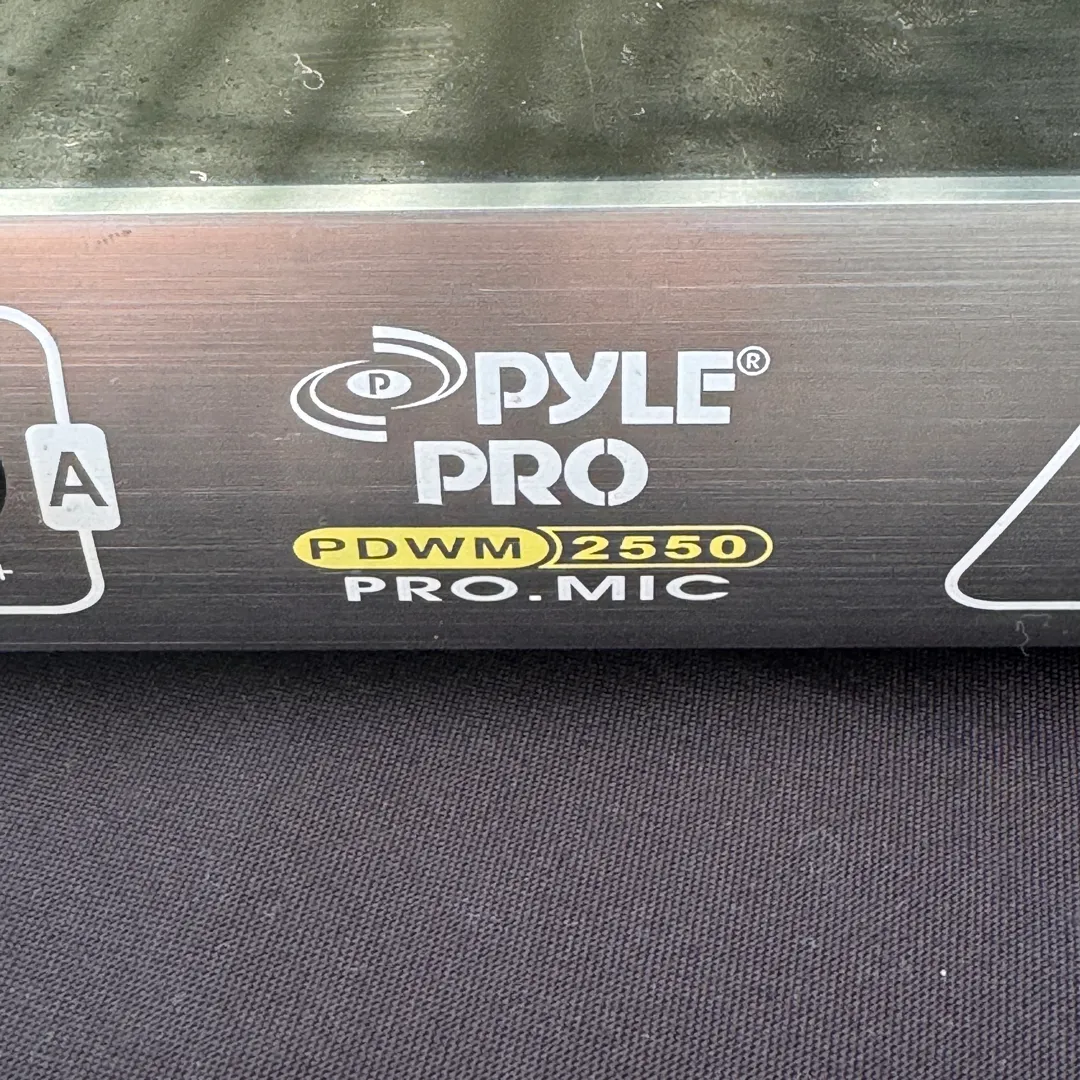 P PYLE®
PRO
PDWM 2550
PRO.MIC
A
+